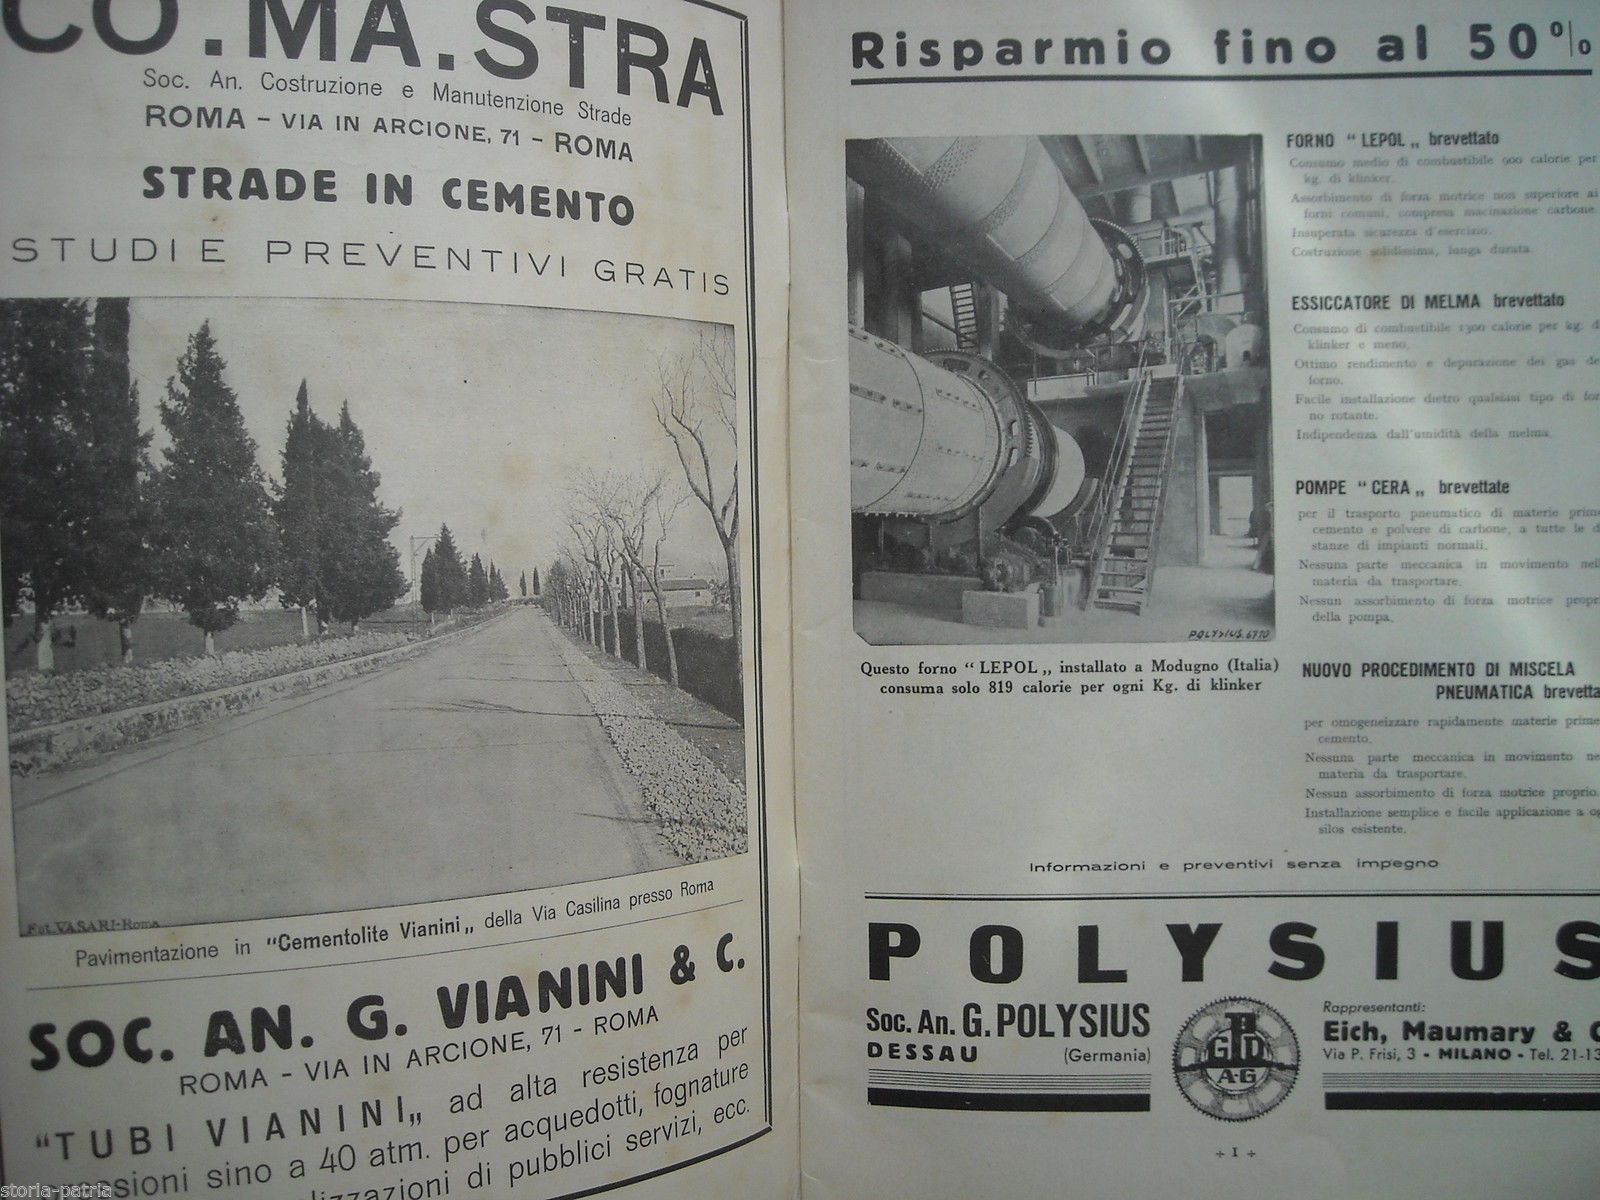 CO.MA.STRA
Soc. An. Costruzione e Manutenzione Strade
ROMA - VIA IN ARCIONE, 71 - ROMA
STRADE IN CEMENTO
STUDI E PREVENTIVI GRATIS
Fot. VASARI-Roma
Pavimentazione in "Cementolite Vianini„ della Via Casilina presso Roma
SOC. AN. G. VIANINI & C.
ROMA - VIA IN ARCIONE, 71 - ROMA
"TUBI VIANINI„ ad alta resistenza per
sino a 40 atm. per acquedotti, fognature
di pubblici servizi, ecc.
storia-patria
Risparmio fino al 50%
POLYSIUS 6770
Questo forno "LEPOL„ installato a Modugno (Italia)
consuma solo 819 calorie per ogni Kg. di klinker
FORNO "LEPOL„ brevettato
Consumo medio di combustibile 900 calorie per
kg. di klinker.
Assorbimento di forza motrice non superiore ai
forni comuni, compresa macinazione carbone.
Insuperata sicurezza d'esercizio.
Costruzione solidissima, lunga durata.
ESSICCATORE DI MELMA brevettato
Consumo di combustibile 1300 calorie per kg. d
klinker e meno.
Ottimo rendimento e depurazione dei gas de
forno.
Facile installazione dietro qualsiasi tipo di for
no rotante.
Indipendenza dall'umidità della melma.
POMPE "CERA„ brevettate
per il trasporto pneumatico di materie prime
cemento e polvere di carbone, a tutte le d
stanze di impianti normali.
Nessuna parte meccanica in movimento nel
materia da trasportare.
Nessun assorbimento di forza motrice propr
della pompa.
NUOVO PROCEDIMENTO DI MISCELA
PNEUMATICA brevetta
per omogeneizzare rapidamente materie prime
cemento.
Nessuna parte meccanica in movimento ne
materia da trasportare.
Nessun assorbimento di forza motrice proprio.
Installazione semplice e facile applicazione a og
silos esistente.
Informazioni e preventivi senza impegno
POLYSIUS
Soc. An. G. POLYSIUS
DESSAU (Germania)
G P D
A-G
Rappresentanti:
Eich, Maumary & C
Via P. Frisi, 3 - MILANO - Tel. 21-13
÷ I ÷